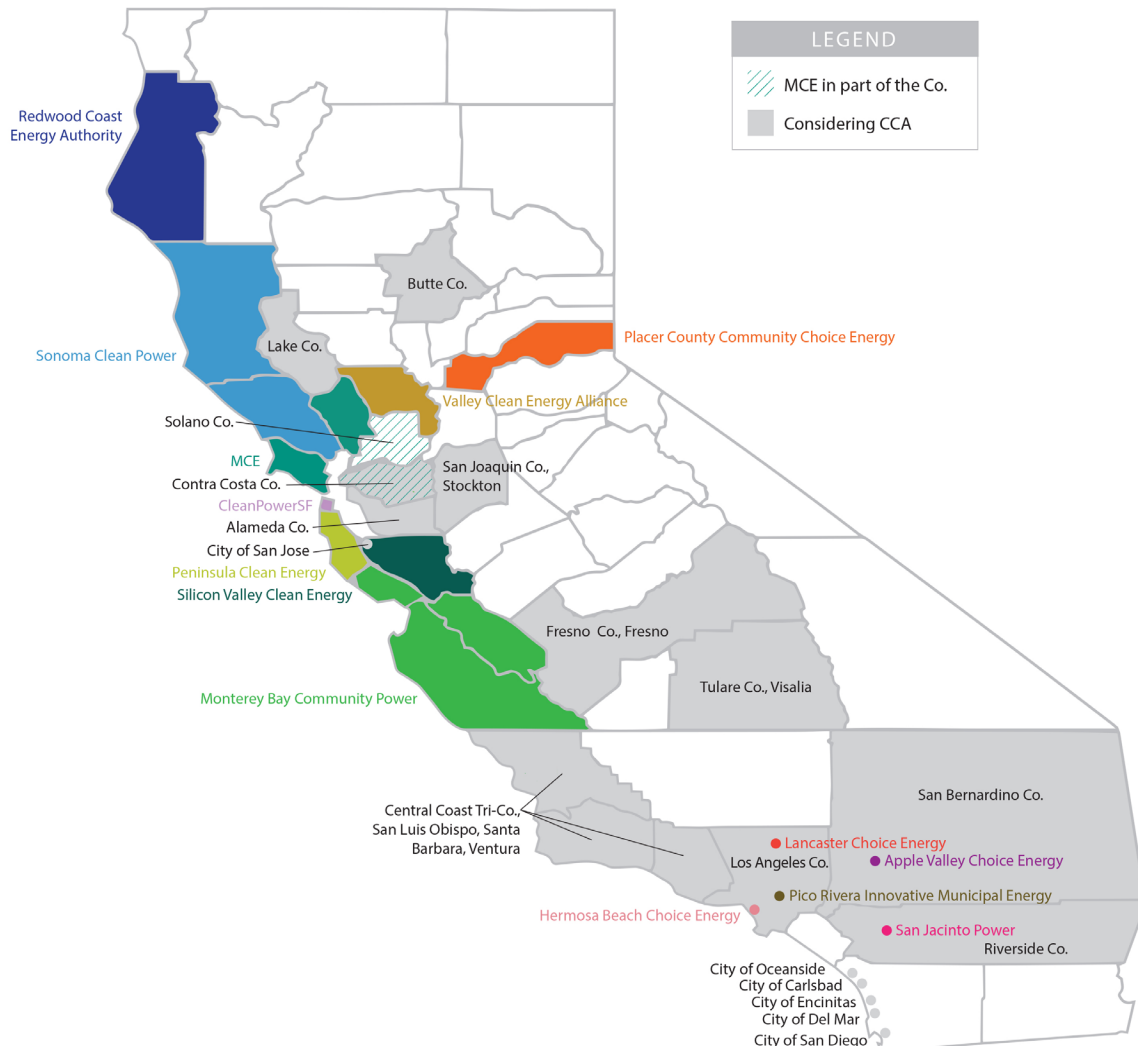 LEGEND
MCE in part of the Co.
Considering CCA
Redwood Coast
Energy Authority
Butte Co.
Placer County Community Choice Energy
Lake Co.
Sonoma Clean Power
Valley Clean Energy Alliance
Solano Co.
MCE
San Joaquin Co.,
Stockton
Contra Costa Co.
CleanPowerSF
Alameda Co.
City of San Jose
Peninsula Clean Energy
Silicon Valley Clean Energy
Fresno Co., Fresno
Tulare Co., Visalia
Monterey Bay Community Power
San Bernardino Co.
Central Coast Tri-Co.,
San Luis Obispo, Santa
Barbara, Ventura
Lancaster Choice Energy
Los Angeles Co.
Apple Valley Choice Energy
Pico Rivera Innovative Municipal Energy
Hermosa Beach Choice Energy
San Jacinto Power
Riverside Co.
City of Oceanside
City of Carlsbad
City of Encinitas
City of Del Mar
City of San Diego